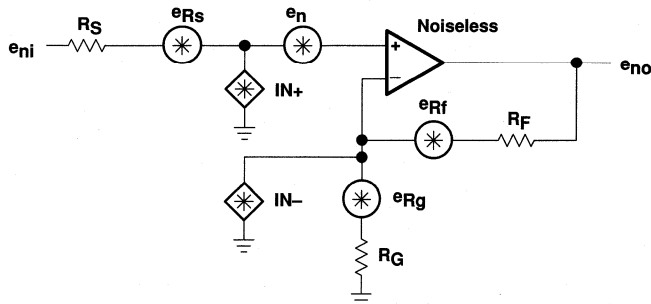 Noiseless
RS
eRs
en
eni
+
−
eno
IN+
eRf
RF
IN−
eRg
RG